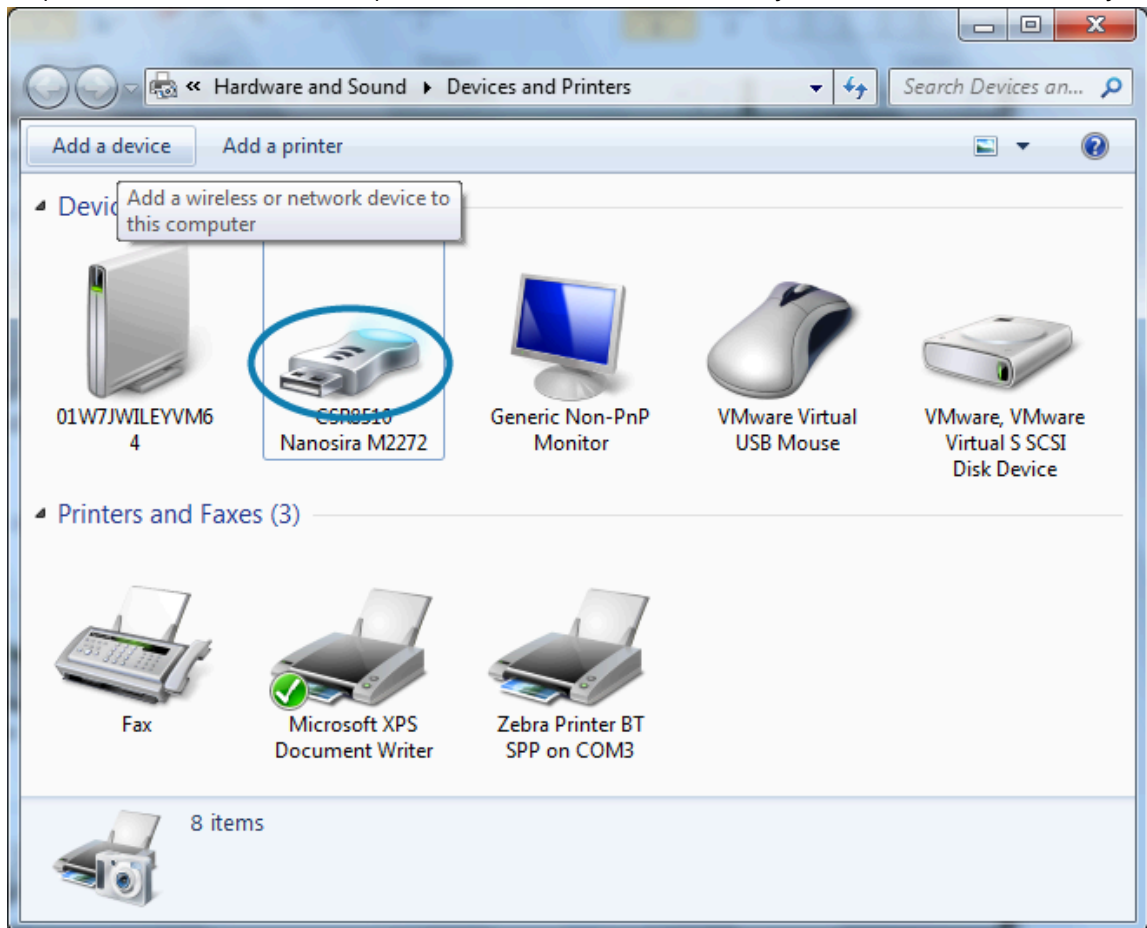 « Hardware and Sound ▸ Devices and Printers
Search Devices an...
Add a device Add a printer
Add a wireless or network device to
this computer
Devic
01W7JWILEYVM6
4
CSR8510
Nanosira M2272
Generic Non-PnP
Monitor
VMware Virtual
USB Mouse
VMware, VMware
Virtual S SCSI
Disk Device
Printers and Faxes (3)
Fax
Microsoft XPS
Document Writer
Zebra Printer BT
SPP on COM3
8 items